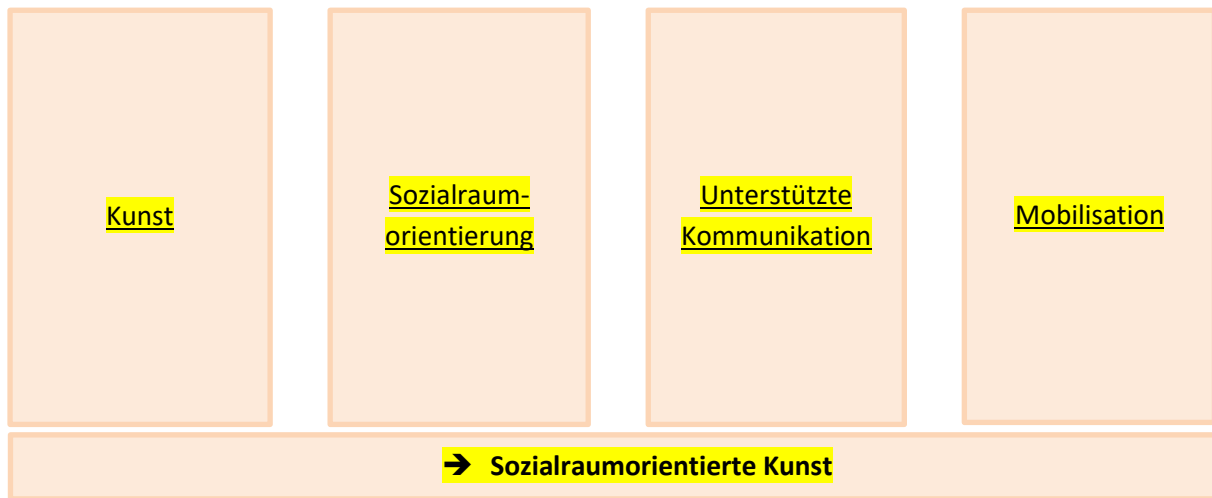 Kunst
Sozialraum-
orientierung
Unterstützte
Kommunikation
Mobilisation
➔ Sozialraumorientierte Kunst